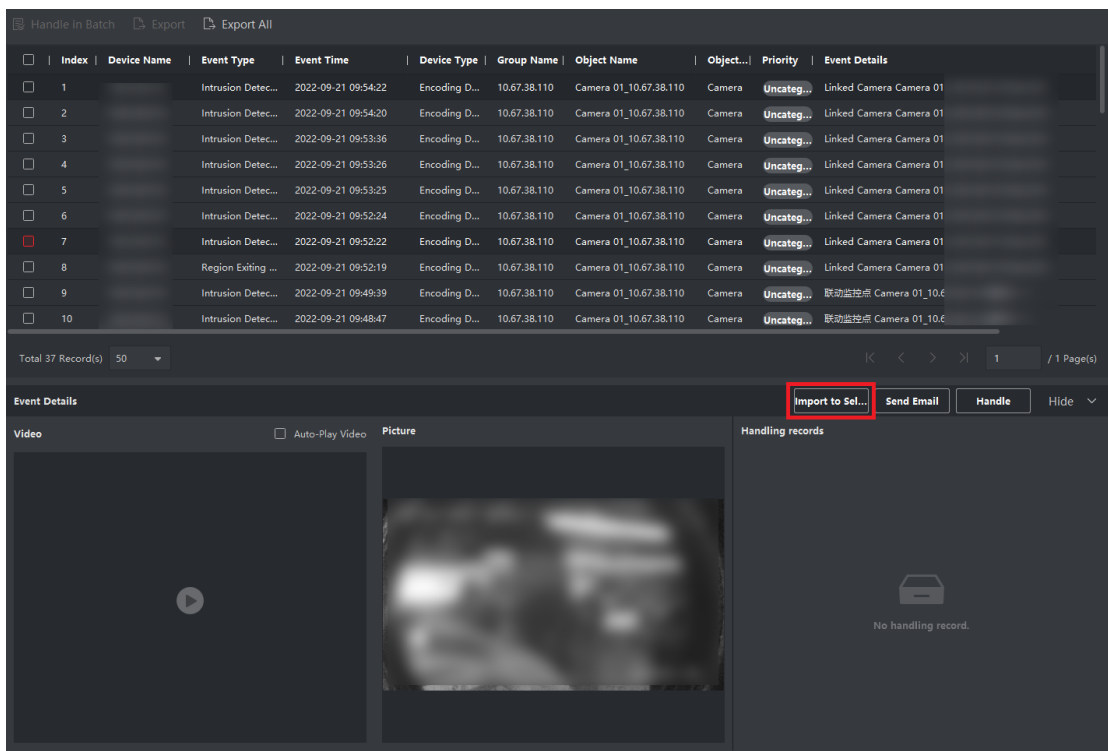 Handle in Batch Export Export All
Index Device Name Event Type Event Time Device Type Group Name Object Name Object... Priority Event Details
1 Intrusion Detec... 2022-09-21 09:54:22 Encoding D... 10.67.38.110 Camera 01_10.67.38.110 Camera Uncateg... Linked Camera Camera 01
2 Intrusion Detec... 2022-09-21 09:54:20 Encoding D... 10.67.38.110 Camera 01_10.67.38.110 Camera Uncateg... Linked Camera Camera 01
3 Intrusion Detec... 2022-09-21 09:53:36 Encoding D... 10.67.38.110 Camera 01_10.67.38.110 Camera Uncateg... Linked Camera Camera 01
4 Intrusion Detec... 2022-09-21 09:53:26 Encoding D... 10.67.38.110 Camera 01_10.67.38.110 Camera Uncateg... Linked Camera Camera 01
5 Intrusion Detec... 2022-09-21 09:53:25 Encoding D... 10.67.38.110 Camera 01_10.67.38.110 Camera Uncateg... Linked Camera Camera 01
6 Intrusion Detec... 2022-09-21 09:52:24 Encoding D... 10.67.38.110 Camera 01_10.67.38.110 Camera Uncateg... Linked Camera Camera 01
7 Intrusion Detec... 2022-09-21 09:52:22 Encoding D... 10.67.38.110 Camera 01_10.67.38.110 Camera Uncateg... Linked Camera Camera 01
8 Region Exiting ... 2022-09-21 09:52:19 Encoding D... 10.67.38.110 Camera 01_10.67.38.110 Camera Uncateg... Linked Camera Camera 01
9 Intrusion Detec... 2022-09-21 09:49:39 Encoding D... 10.67.38.110 Camera 01_10.67.38.110 Camera Uncateg... 联动监控点 Camera 01_10.6
10 Intrusion Detec... 2022-09-21 09:48:47 Encoding D... 10.67.38.110 Camera 01_10.67.38.110 Camera Uncateg... 联动监控点 Camera 01_10.6
Total 37 Record(s) 50 1 / 1 Page(s)
Event Details Import to Sel... Send Email Handle Hide
Video Auto-Play Video Picture Handling records
No handling record.